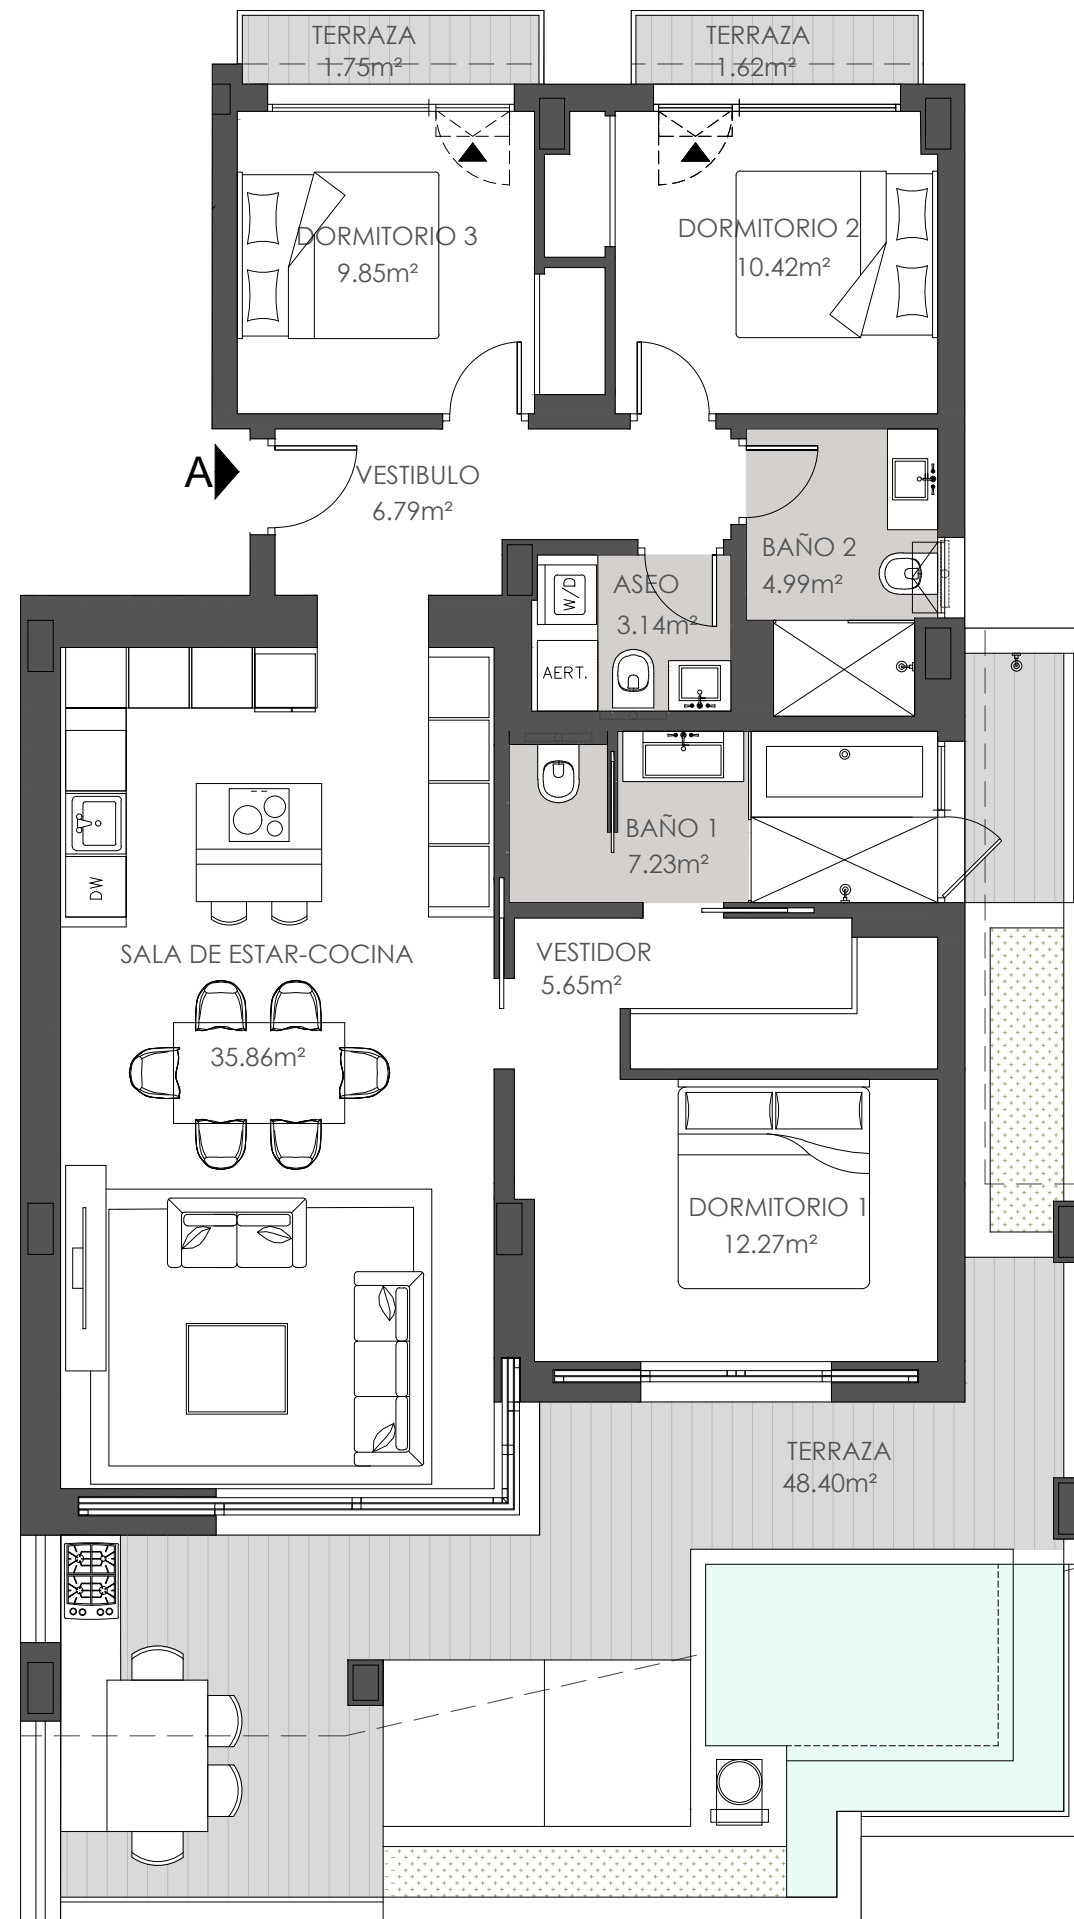 TERRAZA
1.75m²
TERRAZA
1.62m²
DORMITORIO 3
9.85m²
DORMITORIO 2
10.42m²
A
VESTIBULO
6.79m²
BAÑO 2
4.99m²
W/D
ASEO
3.14m²
AERT.
BAÑO 1
7.23m²
DW
SALA DE ESTAR-COCINA
35.86m²
VESTIDOR
5.65m²
DORMITORIO 1
12.27m²
TERRAZA
48.40m²